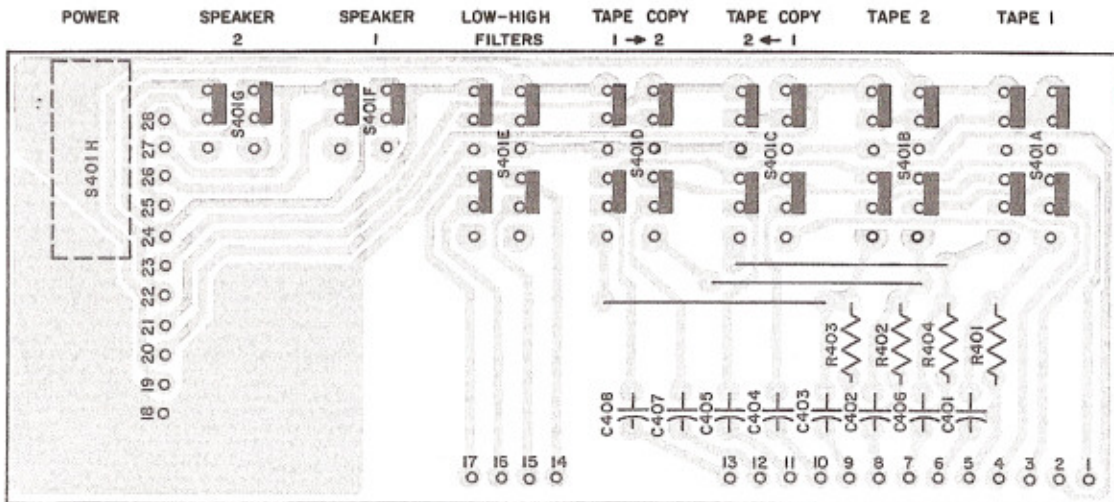 POWER SPEAKER SPEAKER LOW-HIGH TAPE COPY TAPE COPY TAPE 2 TAPE 1
2 1 FILTERS 1 → 2 2 ← 1
S401H
S401G
S401F
S401E
S401D
S401C
S401B
S401A
28
27
26
25
24
23
22
21
20
19
18
R403 R402 R404 R401
C408 C407 C405 C404 C403 C402 C406 C401
17 16 15 14 13 12 11 10 9 8 7 6 5 4 3 2 1